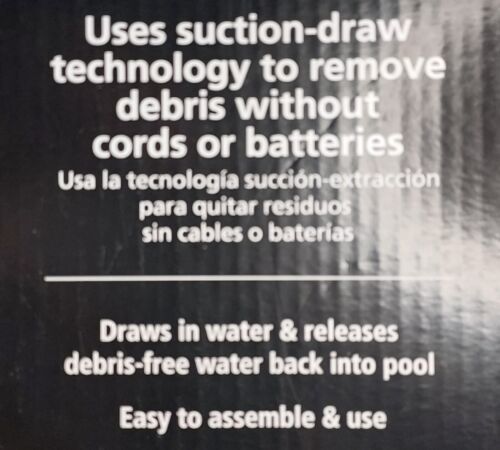 Uses suction-draw
technology to remove
debris without
cords or batteries
Usa la tecnología succión-extracción
para quitar residuos
sin cables o baterías
Draws in water & releases
debris-free water back into pool
Easy to assemble & use